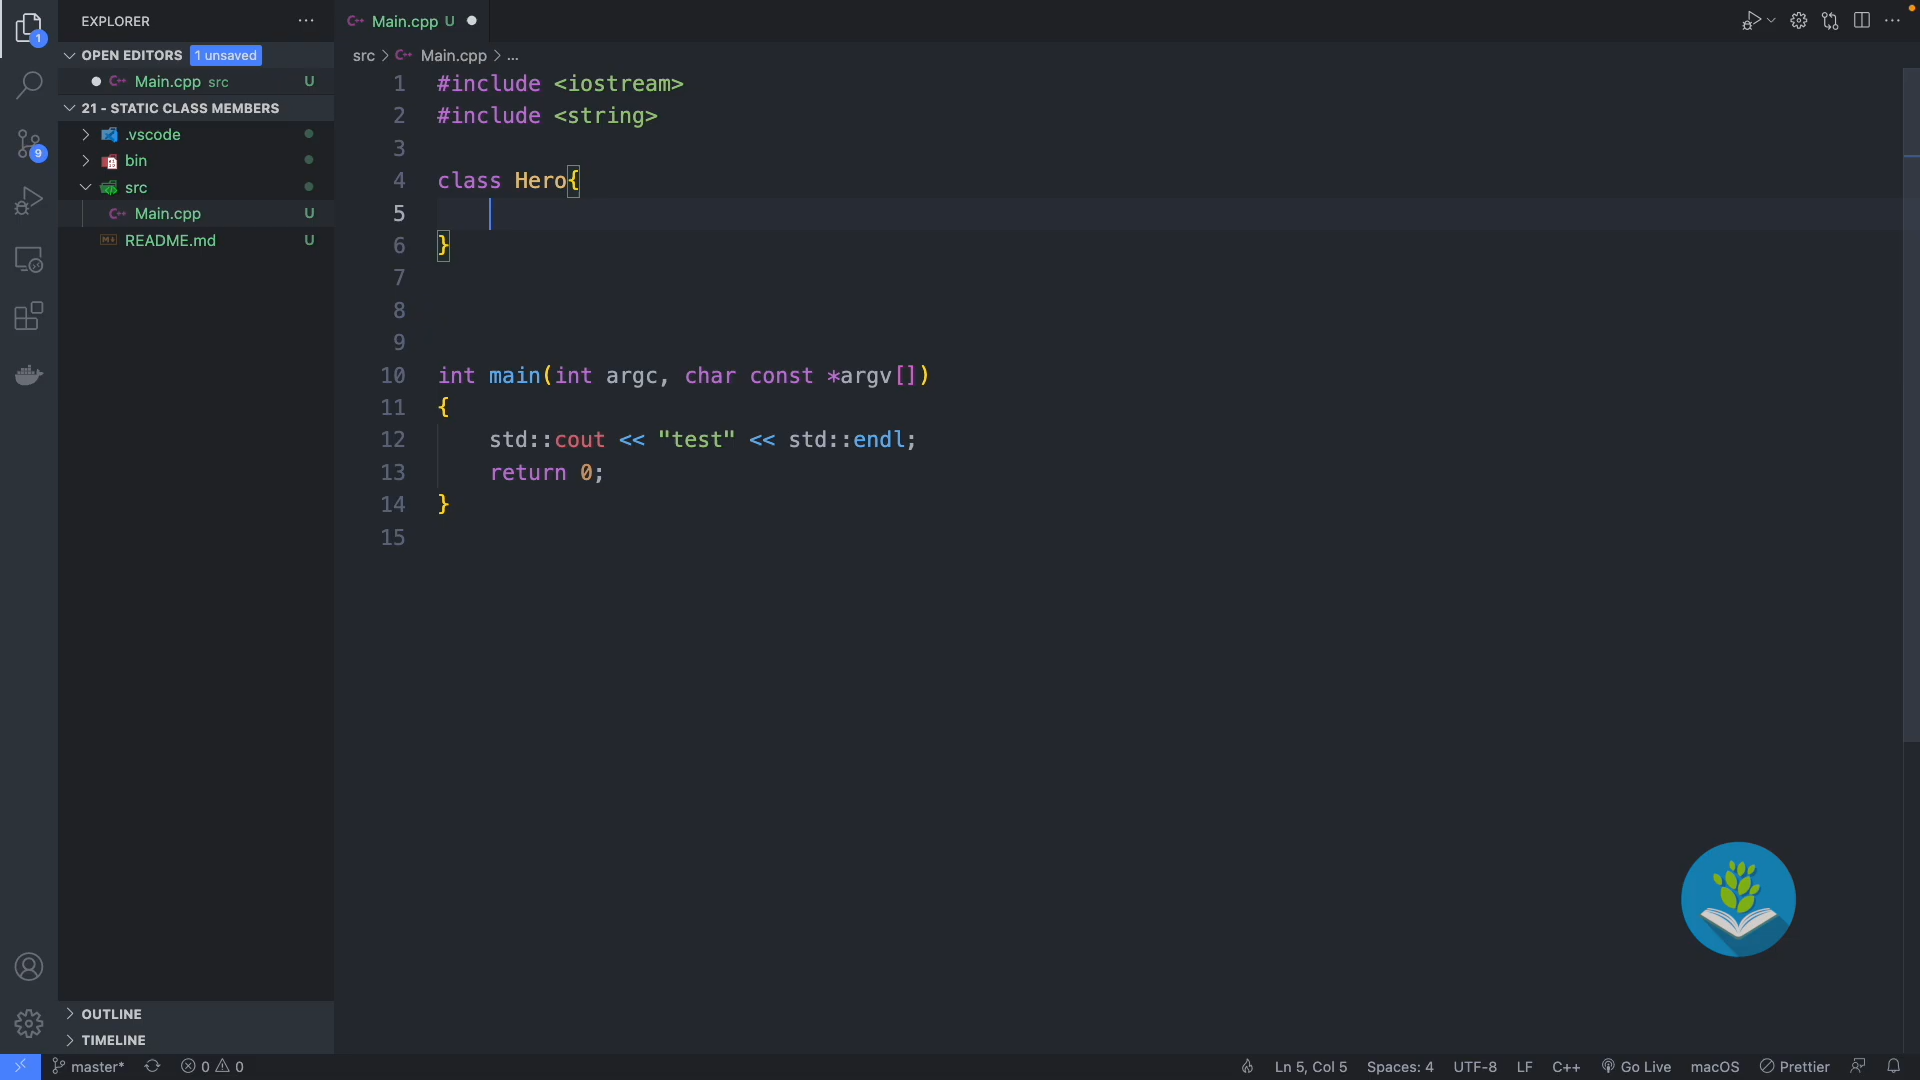 EXPLORER
OPEN EDITORS 1 unsaved
Main.cpp src U
21 - STATIC CLASS MEMBERS
.vscode
bin
src
Main.cpp U
README.md U
OUTLINE
TIMELINE
Main.cpp U
src > Main.cpp > ...
1 #include <iostream>
2 #include <string>
3
4 class Hero{
5
6 }
7
8
9
10 int main(int argc, char const *argv[])
11 {
12 std::cout << "test" << std::endl;
13 return 0;
14 }
15
1
9
master* 0 0 Ln 5, Col 5 Spaces: 4 UTF-8 LF C++ Go Live macOS Prettier